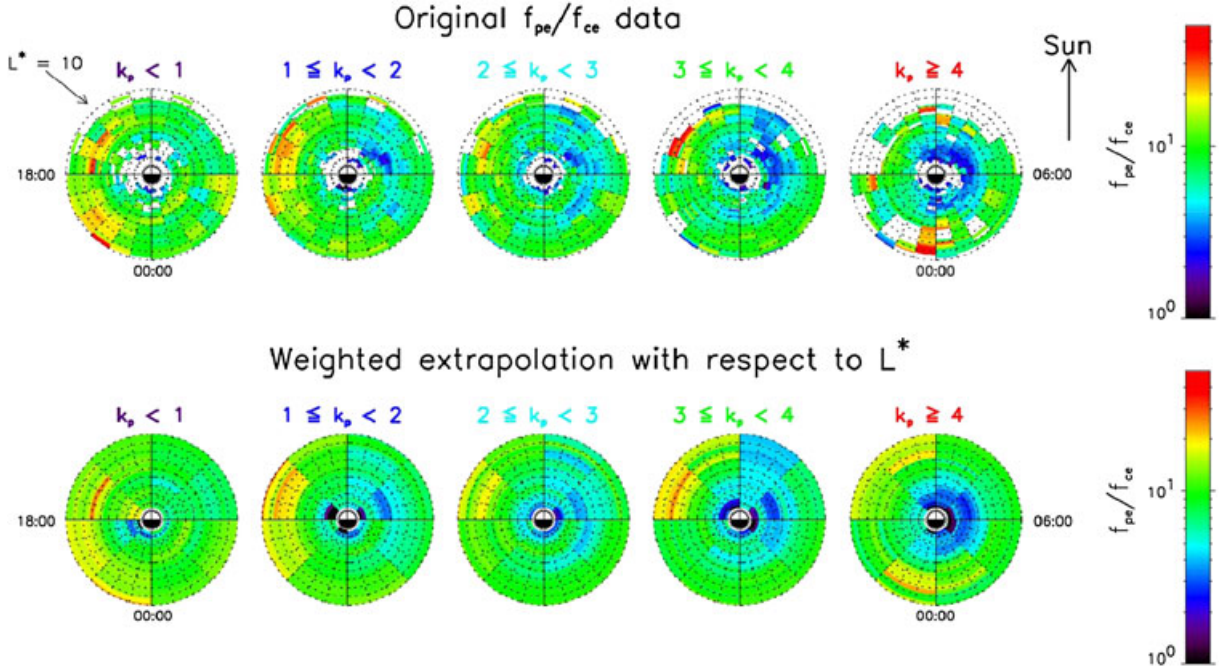 Original f_pe/f_ce data
Sun
L* = 10
k_p < 1
1 ≦ k_p < 2
2 ≦ k_p < 3
3 ≦ k_p < 4
k_p ≧ 4
18:00
06:00
00:00
00:00
f_pe/f_ce
10^1
10^0
Weighted extrapolation with respect to L*
k_p < 1
1 ≦ k_p < 2
2 ≦ k_p < 3
3 ≦ k_p < 4
k_p ≧ 4
18:00
06:00
00:00
00:00
f_pe/f_ce
10^1
10^0